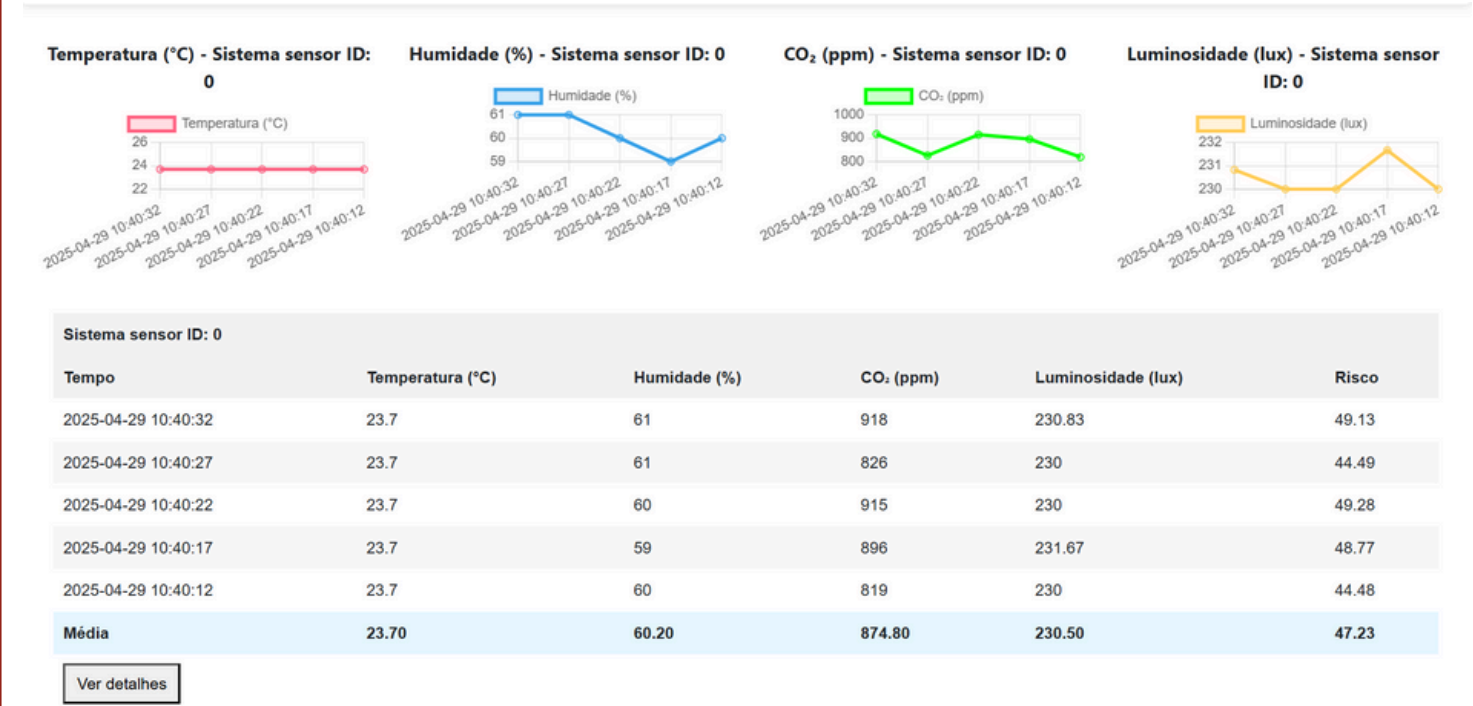 Temperatura (°C) - Sistema sensor ID:
0
Temperatura (°C)
26
24
22
2025-04-29 10:40:32
2025-04-29 10:40:27
2025-04-29 10:40:22
2025-04-29 10:40:17
2025-04-29 10:40:12
Humidade (%) - Sistema sensor ID: 0
Humidade (%)
61
60
59
2025-04-29 10:40:32
2025-04-29 10:40:27
2025-04-29 10:40:22
2025-04-29 10:40:17
2025-04-29 10:40:12
CO₂ (ppm) - Sistema sensor ID: 0
CO₂ (ppm)
1000
900
800
2025-04-29 10:40:32
2025-04-29 10:40:27
2025-04-29 10:40:22
2025-04-29 10:40:17
2025-04-29 10:40:12
Luminosidade (lux) - Sistema sensor
ID: 0
Luminosidade (lux)
232
231
230
2025-04-29 10:40:32
2025-04-29 10:40:27
2025-04-29 10:40:22
2025-04-29 10:40:17
2025-04-29 10:40:12
Sistema sensor ID: 0
Tempo Temperatura (°C) Humidade (%) CO₂ (ppm) Luminosidade (lux) Risco
2025-04-29 10:40:32 23.7 61 918 230.83 49.13
2025-04-29 10:40:27 23.7 61 826 230 44.49
2025-04-29 10:40:22 23.7 60 915 230 49.28
2025-04-29 10:40:17 23.7 59 896 231.67 48.77
2025-04-29 10:40:12 23.7 60 819 230 44.48
Média 23.70 60.20 874.80 230.50 47.23
Ver detalhes